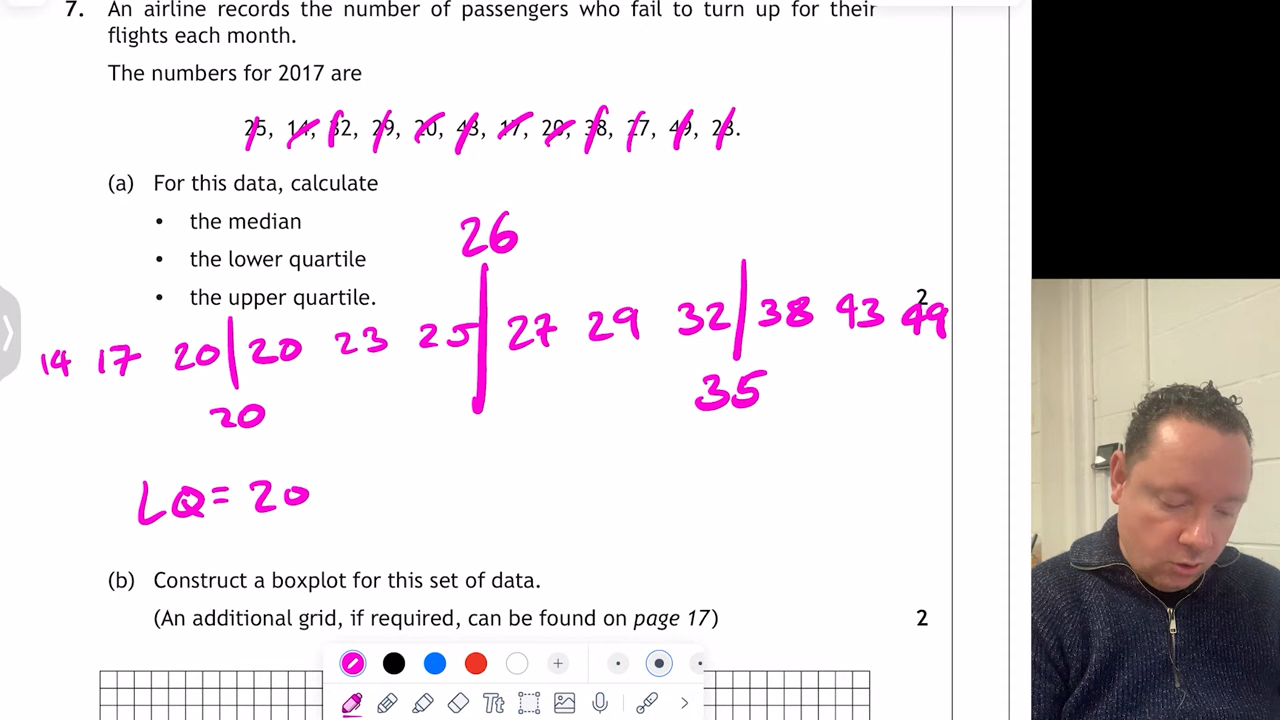 7. An airline records the number of passengers who fail to turn up for their
flights each month.
The numbers for 2017 are
25, 14, 32, 29, 20, 43, 17, 20, 38, 27, 49, 23.
(a) For this data, calculate
• the median
26
• the lower quartile
• the upper quartile. 2
14 17 20 | 20 23 25 | 27 29 32 | 38 43 49
20 35
LQ = 20
(b) Construct a boxplot for this set of data.
(An additional grid, if required, can be found on page 17) 2
Tt